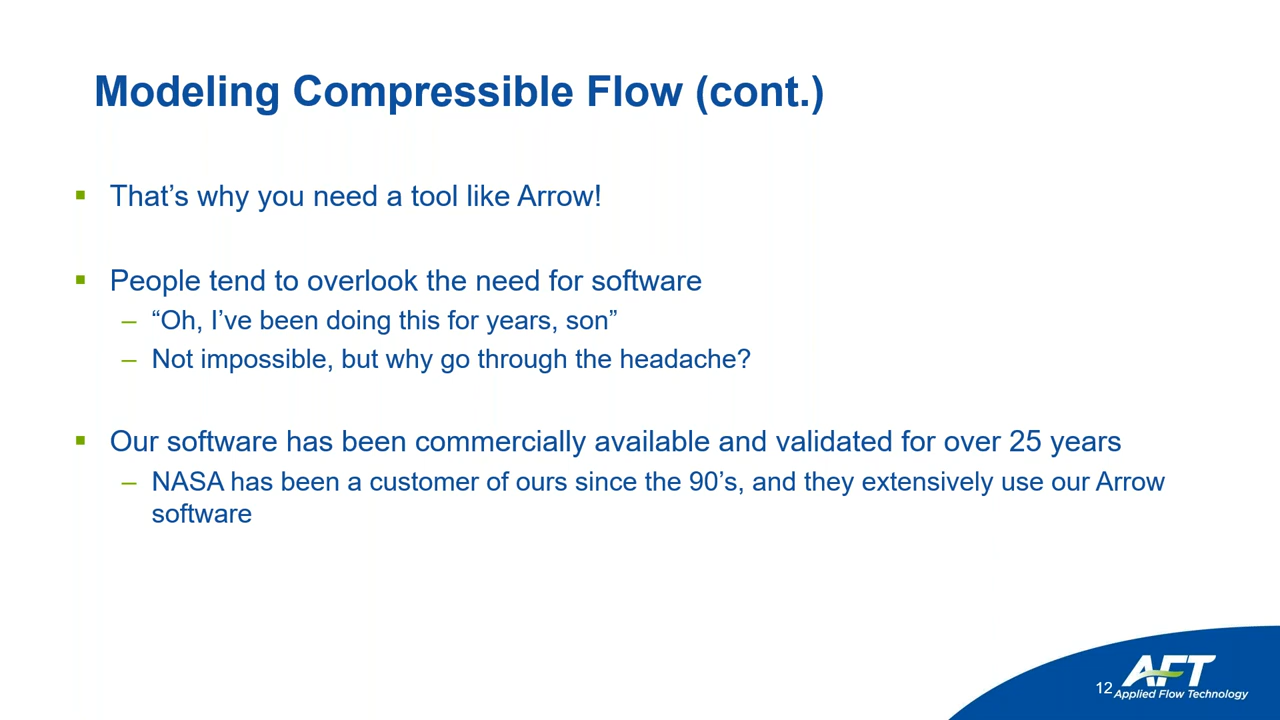 Modeling Compressible Flow (cont.)
▪ That’s why you need a tool like Arrow!
▪ People tend to overlook the need for software
– “Oh, I’ve been doing this for years, son”
– Not impossible, but why go through the headache?
▪ Our software has been commercially available and validated for over 25 years
– NASA has been a customer of ours since the 90’s, and they extensively use our Arrow
software
12
AFT
Applied Flow Technology